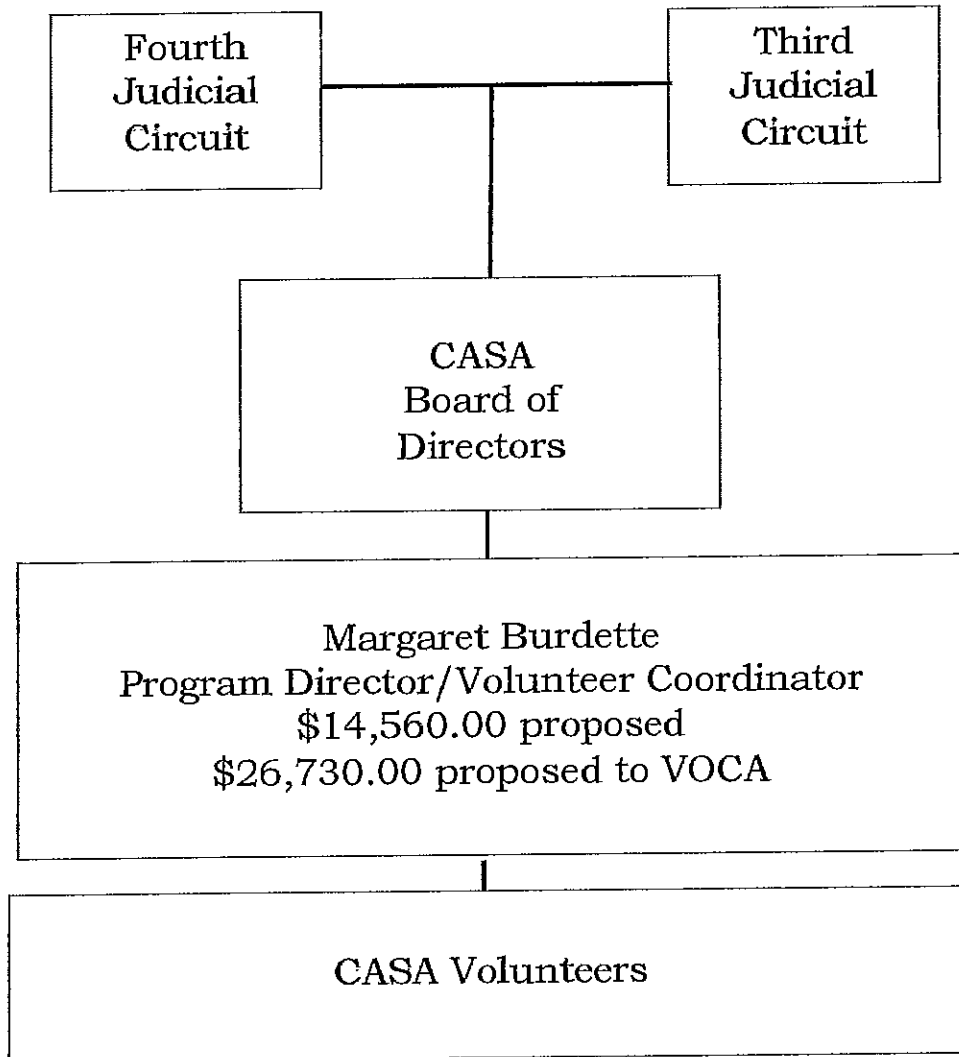 Fourth
Judicial
Circuit
Third
Judicial
Circuit
CASA
Board of
Directors
Margaret Burdette
Program Director/Volunteer Coordinator
$14,560.00 proposed
$26,730.00 proposed to VOCA
CASA Volunteers